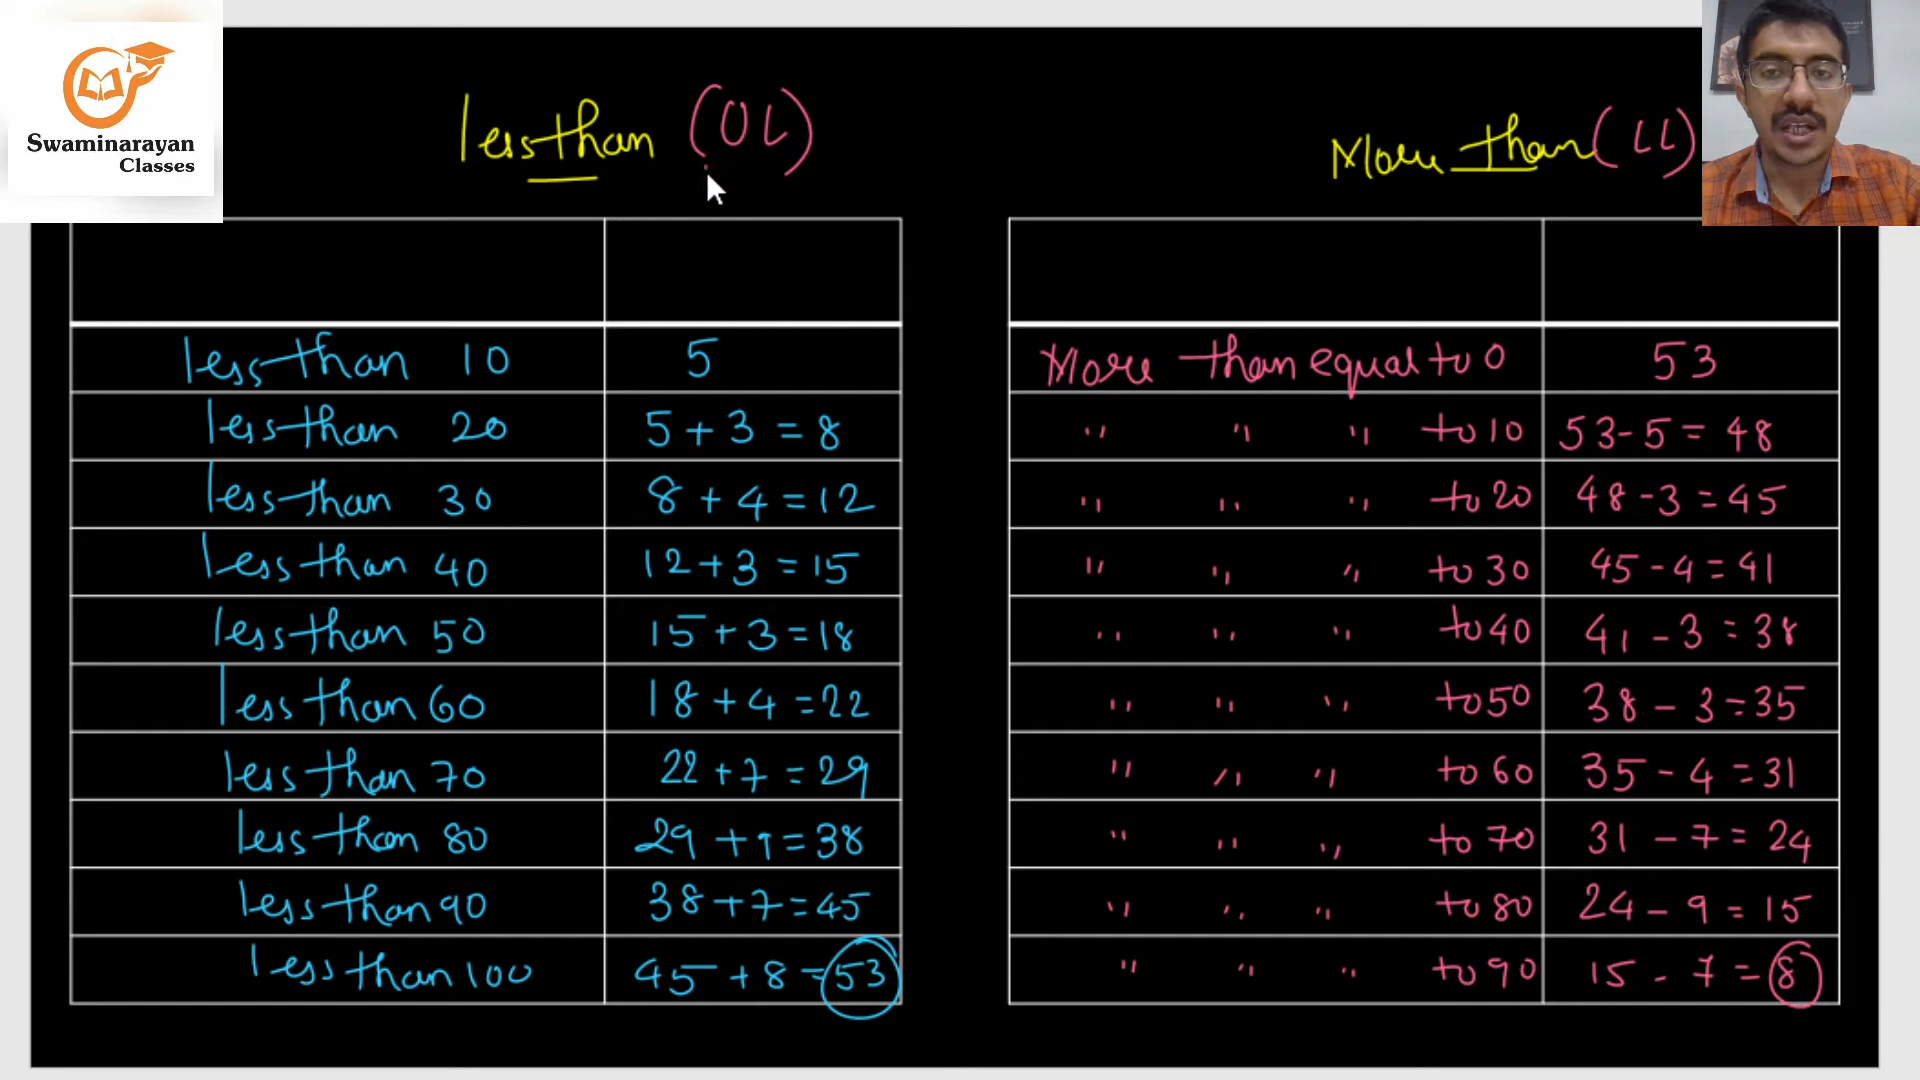 Swaminarayan
Classes
less than (UL)
More than (LL)
less than 10 5
less than 20 5 + 3 = 8
less than 30 8 + 4 = 12
less than 40 12 + 3 = 15
less than 50 15 + 3 = 18
less than 60 18 + 4 = 22
less than 70 22 + 7 = 29
less than 80 29 + 9 = 38
less than 90 38 + 7 = 45
less than 100 45 + 8 = 53
More than equal to 0 53
" " " to 10 53 - 5 = 48
" " " to 20 48 - 3 = 45
" " " to 30 45 - 4 = 41
" " " to 40 41 - 3 = 38
" " " to 50 38 - 3 = 35
" " " to 60 35 - 4 = 31
" " " to 70 31 - 7 = 24
" " " to 80 24 - 9 = 15
" " " to 90 15 - 7 = 8